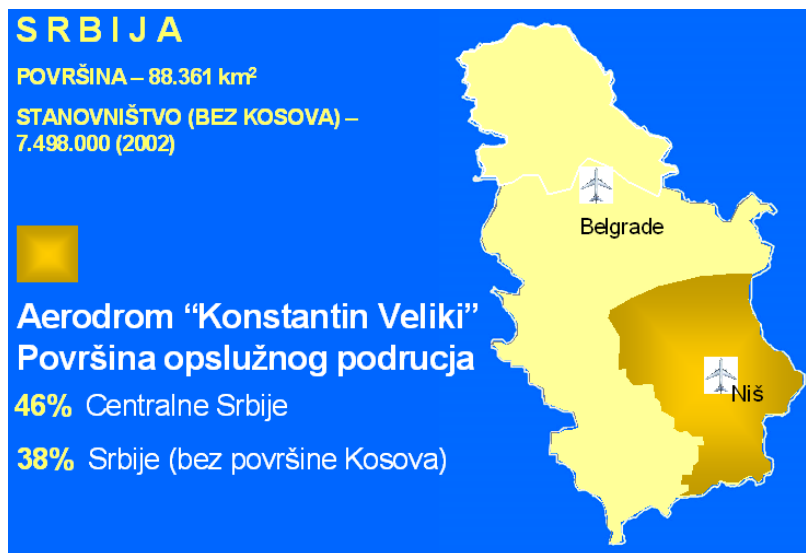 SRBIJA
POVRŠINA – 88.361 km²
STANOVNIŠTVO (BEZ KOSOVA) –
7.498.000 (2002)
Aerodrom “Konstantin Veliki”
Površina opslužnog podrucja
46% Centralne Srbije
38% Srbije (bez površine Kosova)
Belgrade
Niš